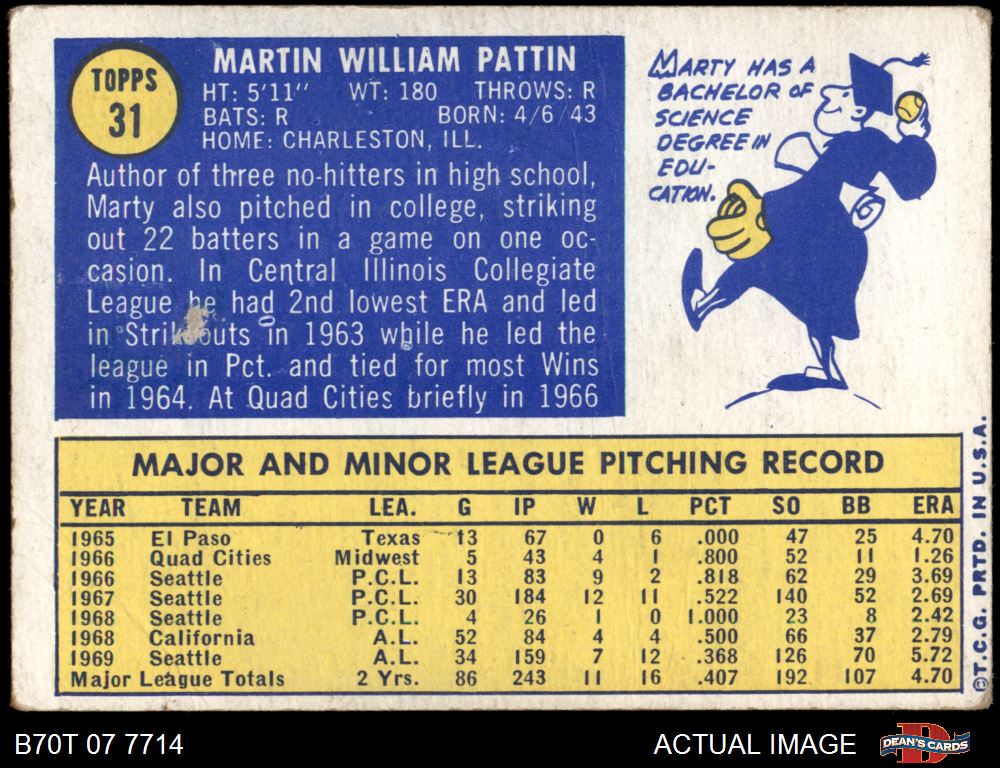 TOPPS
31
MARTIN WILLIAM PATTIN
HT: 5'11" WT: 180 THROWS: R
BATS: R BORN: 4/6/43
HOME: CHARLESTON, ILL.
Author of three no-hitters in high school,
Marty also pitched in college, striking
out 22 batters in a game on one oc-
casion. In Central Illinois Collegiate
League he had 2nd lowest ERA and led
in Strikeouts in 1963 while he led the
league in Pct. and tied for most Wins
in 1964. At Quad Cities briefly in 1966
MARTY HAS A
BACHELOR OF
SCIENCE
DEGREE IN
EDU-
CATION.
MAJOR AND MINOR LEAGUE PITCHING RECORD
YEAR TEAM LEA. G IP W L PCT SO BB ERA
1965 El Paso Texas 13 67 0 6 .000 47 25 4.70
1966 Quad Cities Midwest 5 43 4 1 .800 52 11 1.26
1966 Seattle P.C.L. 13 83 9 2 .818 62 29 3.69
1967 Seattle P.C.L. 30 184 12 11 .522 140 52 2.69
1968 Seattle P.C.L. 4 26 1 0 1.000 23 8 2.42
1968 California A.L. 52 84 4 4 .500 66 37 2.79
1969 Seattle A.L. 34 159 7 12 .368 126 70 5.72
Major League Totals 2 Yrs. 86 243 11 16 .407 192 107 4.70
©T.C.G. PRTD. IN U.S.A.
B70T 07 7714
ACTUAL IMAGE
DEAN'S CARDS